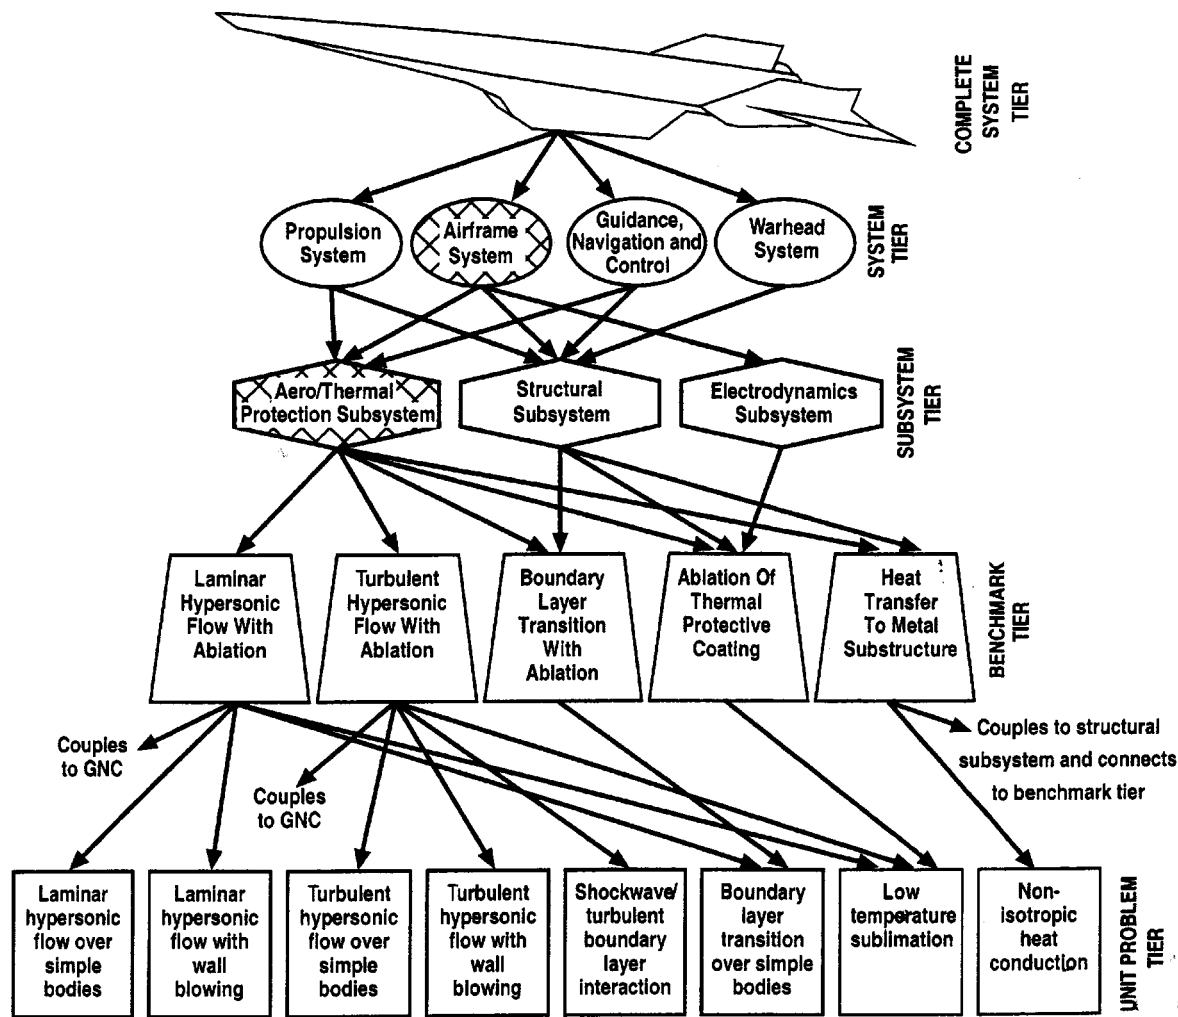 COMPLETE
SYSTEM
TIER
Propulsion
System
Airframe
System
Guidance,
Navigation and
Control
Warhead
System
SYSTEM
TIER
Aero/Thermal
Protection Subsystem
Structural
Subsystem
Electrodynamics
Subsystem
SUBSYSTEM
TIER
Laminar
Hypersonic
Flow With
Ablation
Turbulent
Hypersonic
Flow With
Ablation
Boundary
Layer
Transition
With
Ablation
Ablation Of
Thermal
Protective
Coating
Heat
Transfer
To Metal
Substructure
BENCHMARK
TIER
Couples
to GNC
Couples
to GNC
Couples to structural
subsystem and connects
to benchmark tier
Laminar
hypersonic
flow over
simple
bodies
Laminar
hypersonic
flow with
wall
blowing
Turbulent
hypersonic
flow over
simple
bodies
Turbulent
hypersonic
flow with
wall
blowing
Shockwave/
turbulent
boundary
layer
interaction
Boundary
layer
transition
over simple
bodies
Low
temperature
sublimation
Non-
isotropic
heat
conduction
UNIT PROBLEM
TIER